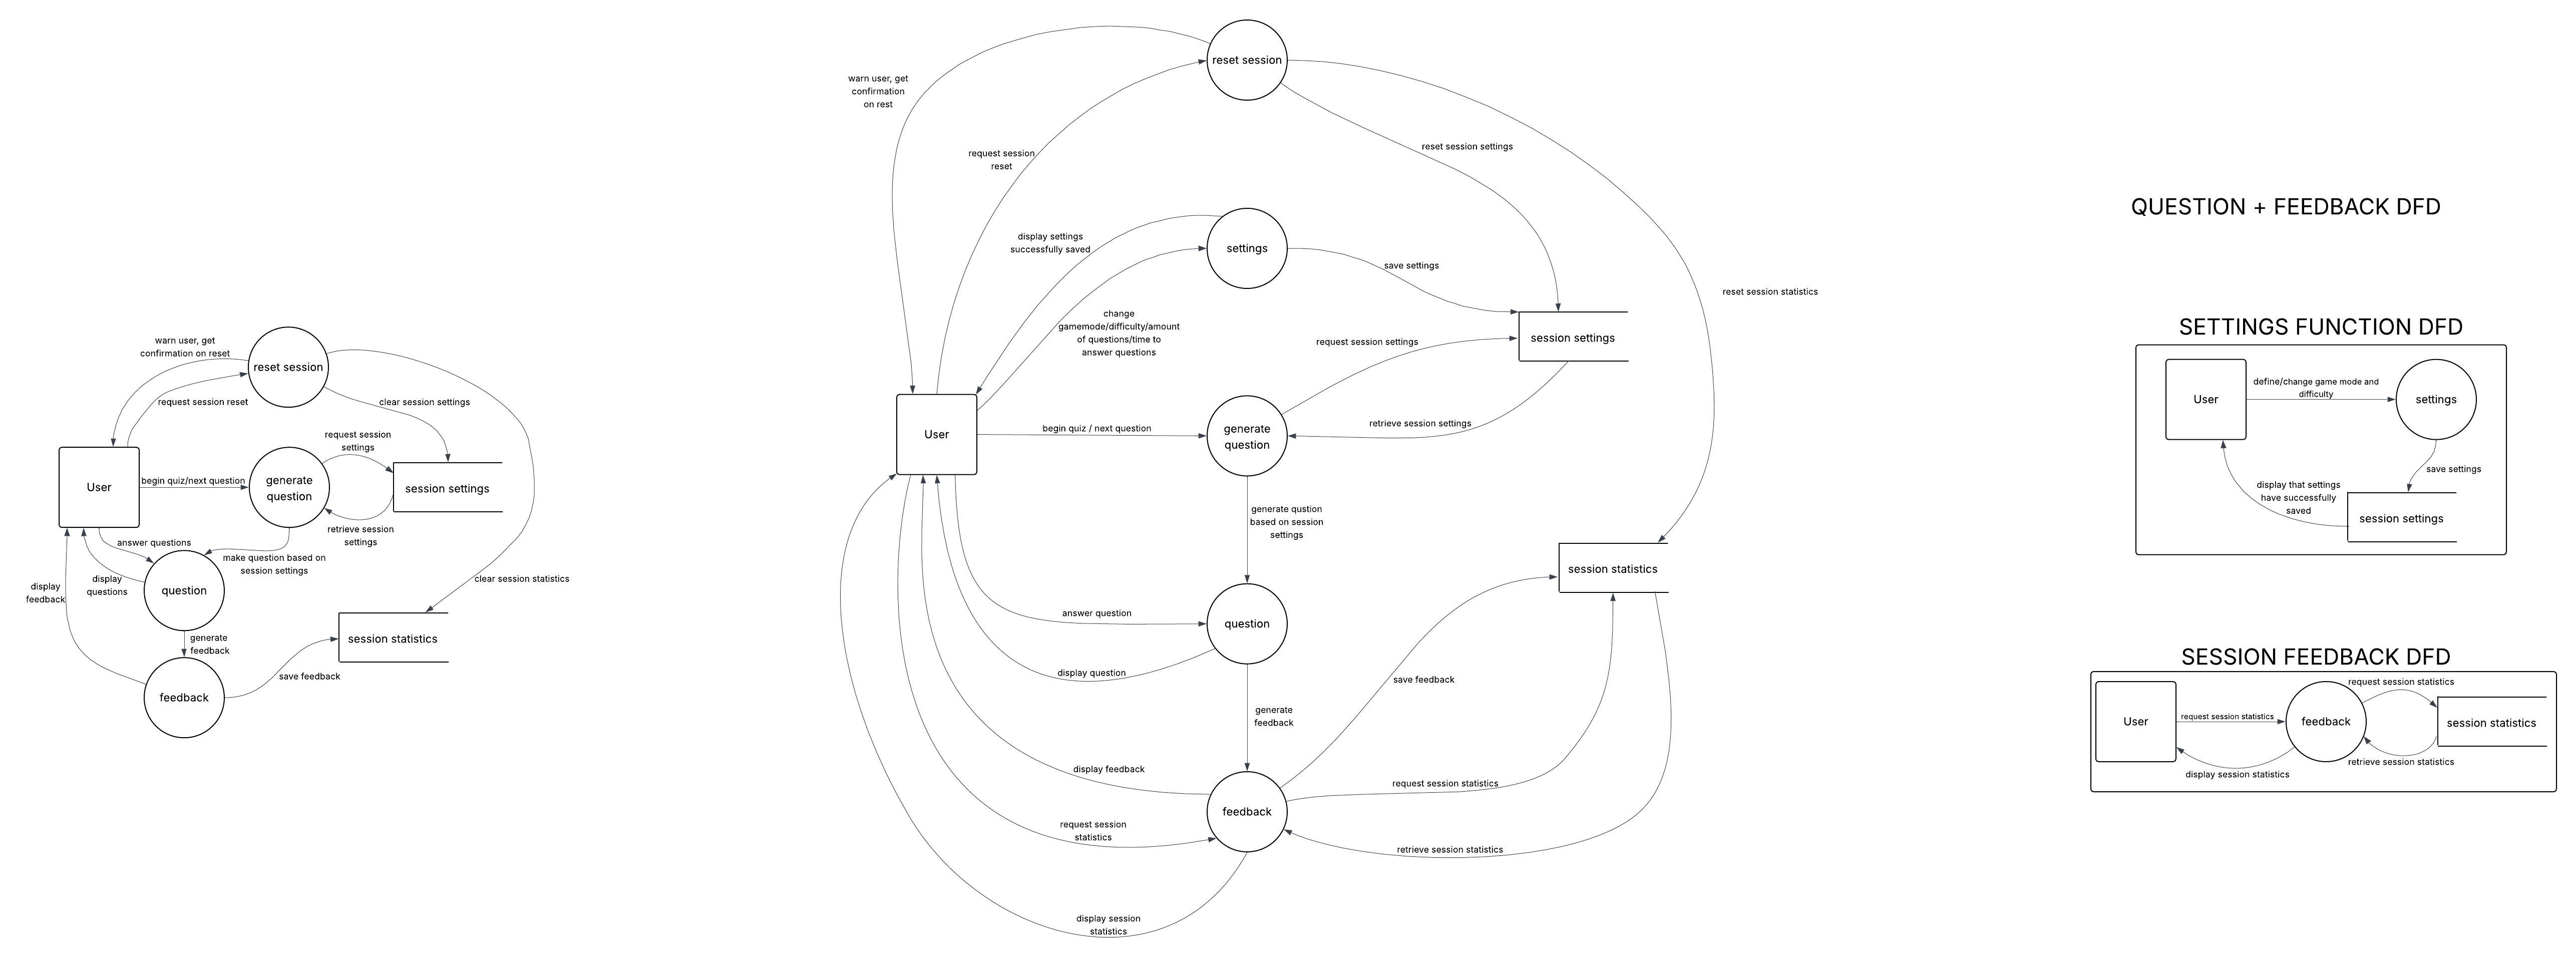 warn user, get
confirmation on reset
reset session
request session reset
clear session settings
request session
settings
User
begin quiz/next question
generate
question
session settings
retrieve session
settings
answer questions
make question based on
session settings
display
questions
display
feedback
question
clear session statistics
generate
feedback
session statistics
save feedback
feedback
reset session
warn user, get
confirmation
on rest
request session
reset
reset session settings
display settings
successfully saved
settings
save settings
reset session statistics
change
gamemode/difficulty/amount
of questions/time to
answer questions
request session settings
session settings
User
begin quiz / next question
generate
question
retrieve session settings
generate qustion
based on session
settings
session statistics
answer question
question
display question
save feedback
generate
feedback
display feedback
request session statistics
feedback
request session
statistics
retrieve session statistics
display session
statistics
QUESTION + FEEDBACK DFD
SETTINGS FUNCTION DFD
User
define/change game mode and
difficulty
settings
save settings
display that settings
have successfully
saved
session settings
SESSION FEEDBACK DFD
request session statistics
User
request session statistics
feedback
session statistics
retrieve session statistics
display session statistics